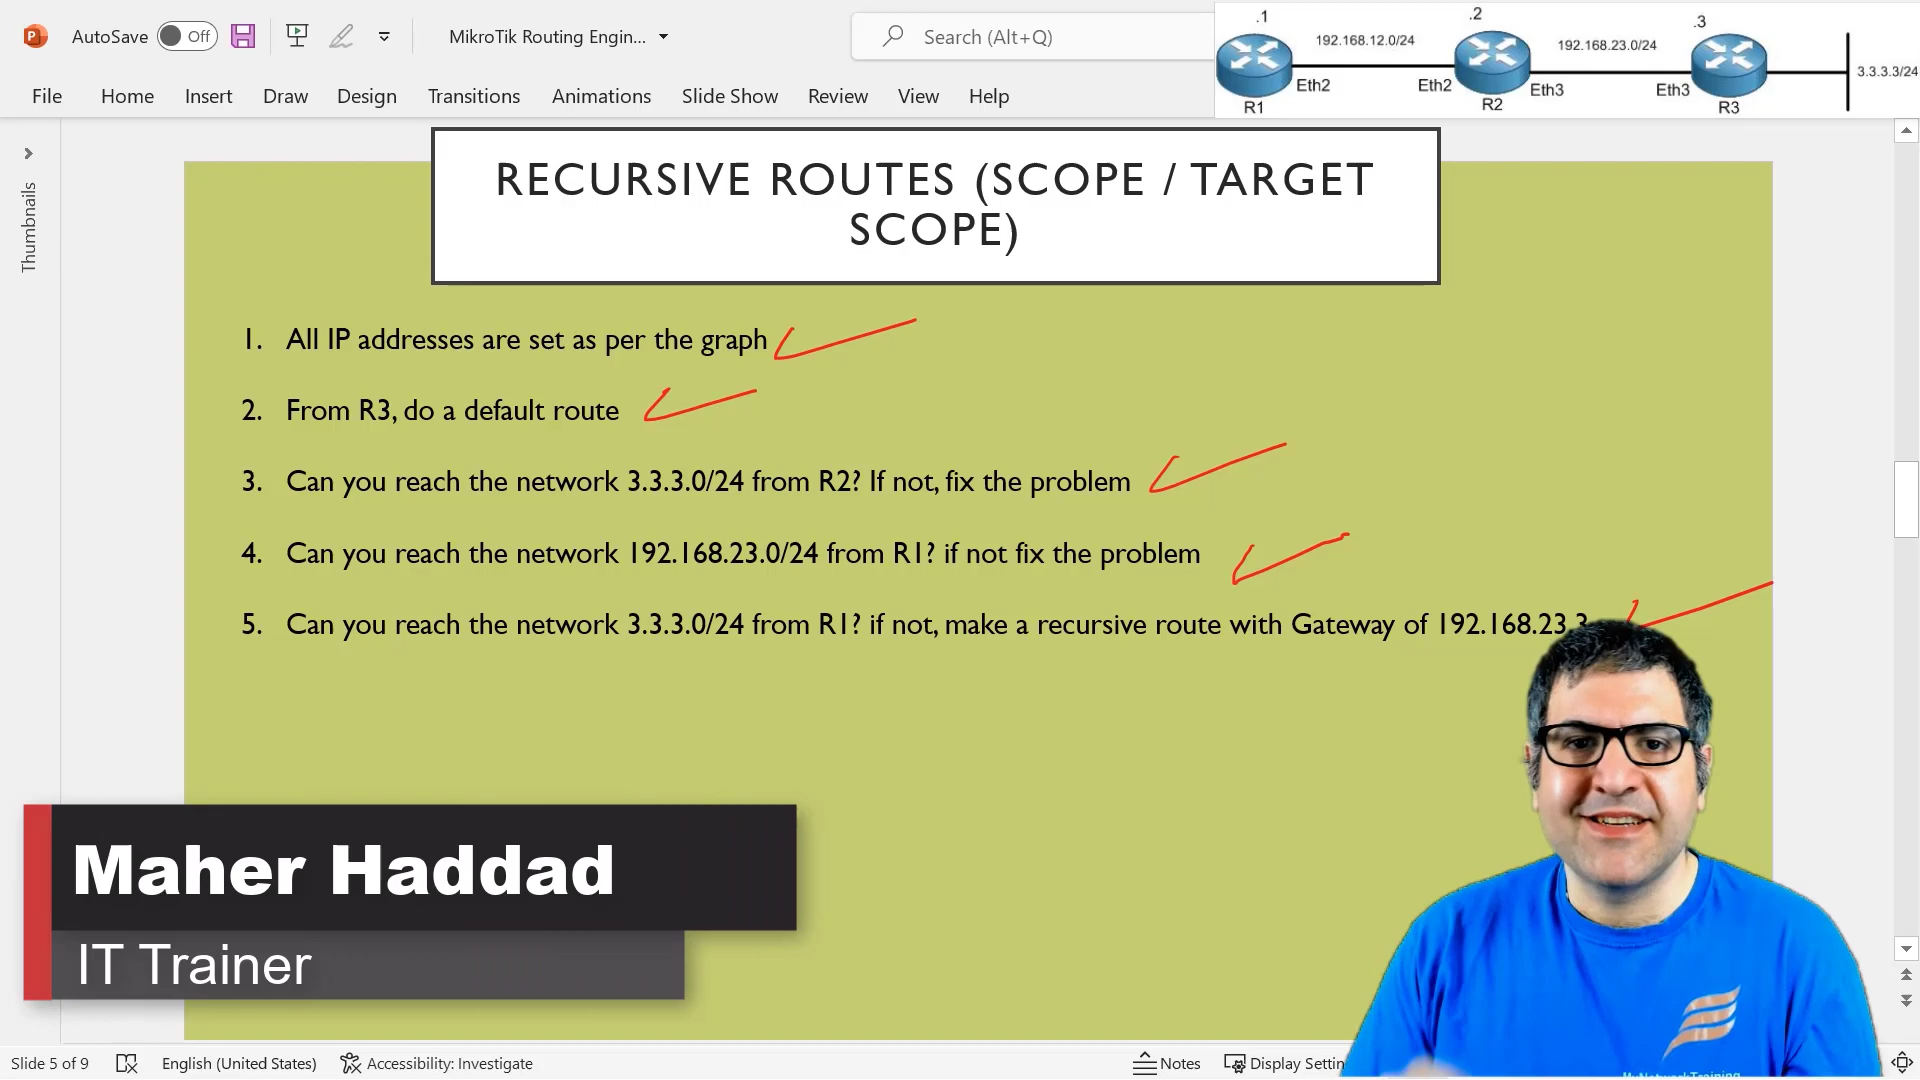 AutoSave
Off
MikroTik Routing Engin...
Search (Alt+Q)
File
Home
Insert
Draw
Design
Transitions
Animations
Slide Show
Review
View
Help
.1
.2
.3
192.168.12.0/24
192.168.23.0/24
3.3.3.3/24
Eth2
Eth2
Eth3
Eth3
R1
R2
R3
Thumbnails
RECURSIVE ROUTES (SCOPE / TARGET
SCOPE)
1. All IP addresses are set as per the graph
2. From R3, do a default route
3. Can you reach the network 3.3.3.0/24 from R2? If not, fix the problem
4. Can you reach the network 192.168.23.0/24 from R1? if not fix the problem
5. Can you reach the network 3.3.3.0/24 from R1? if not, make a recursive route with Gateway of 192.168.23.3
Maher Haddad
IT Trainer
MyNetworkTraining
Slide 5 of 9
English (United States)
Accessibility: Investigate
Notes
Display Settin